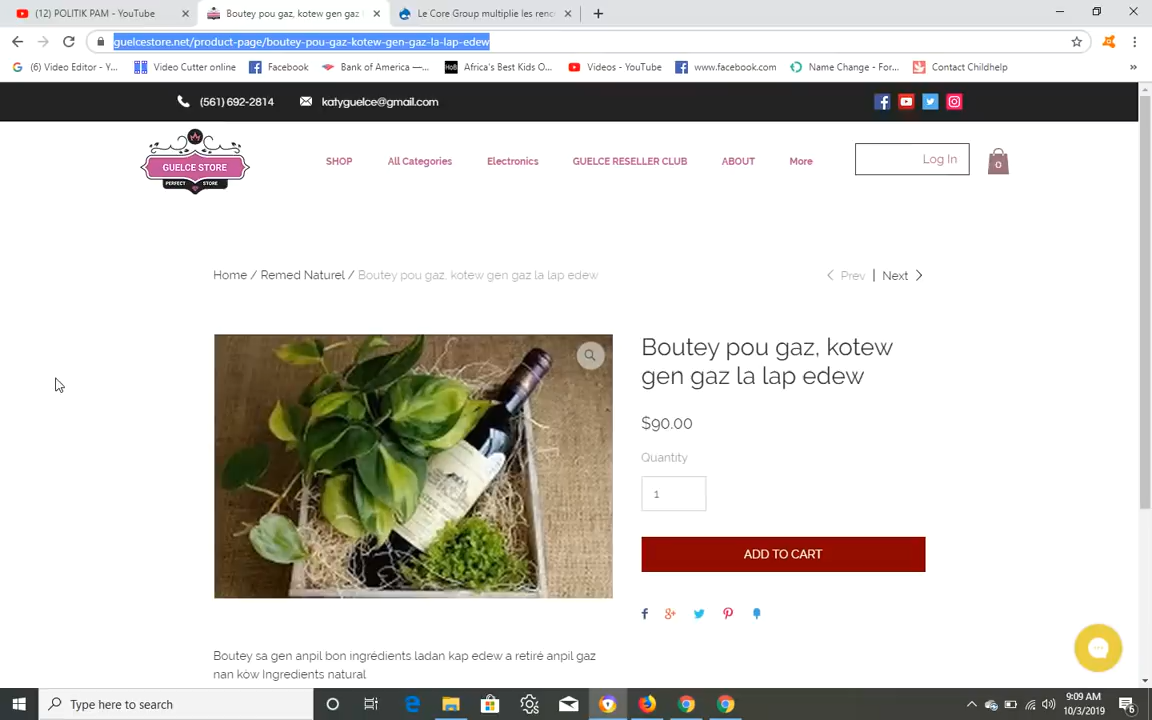 (12) POLITIK PAM - YouTube
Boutey pou gaz, kotew gen gaz l
Le Core Group multiplie les renc
guelcestore.net/product-page/boutey-pou-gaz-kotew-gen-gaz-la-lap-edew
(6) Video Editor - Y...
Video Cutter online
Facebook
Bank of America —...
Africa's Best Kids O...
Videos - YouTube
www.facebook.com
Name Change - For...
Contact Childhelp
(561) 692-2814
katyguelce@gmail.com
GUELCE STORE
PERFECT STORE
SHOP
All Categories
Electronics
GUELCE RESELLER CLUB
ABOUT
More
Log In
0
Home / Remed Naturel / Boutey pou gaz, kotew gen gaz la lap edew
Prev | Next
Boutey pou gaz, kotew
gen gaz la lap edew
$90.00
Quantity
1
ADD TO CART
Boutey sa gen anpil bon ingrédients ladan kap edew a retiré anpil gaz
nan kòw Ingredients natural
Type here to search
9:09 AM
10/3/2019
6